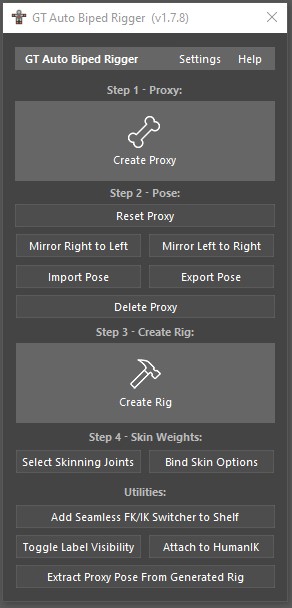 GT Auto Biped Rigger (v1.7.8)
GT Auto Biped Rigger Settings Help
Step 1 - Proxy:
Create Proxy
Step 2 - Pose:
Reset Proxy
Mirror Right to Left Mirror Left to Right
Import Pose Export Pose
Delete Proxy
Step 3 - Create Rig:
Create Rig
Step 4 - Skin Weights:
Select Skinning Joints Bind Skin Options
Utilities:
Add Seamless FK/IK Switcher to Shelf
Toggle Label Visibility Attach to HumanIK
Extract Proxy Pose From Generated Rig